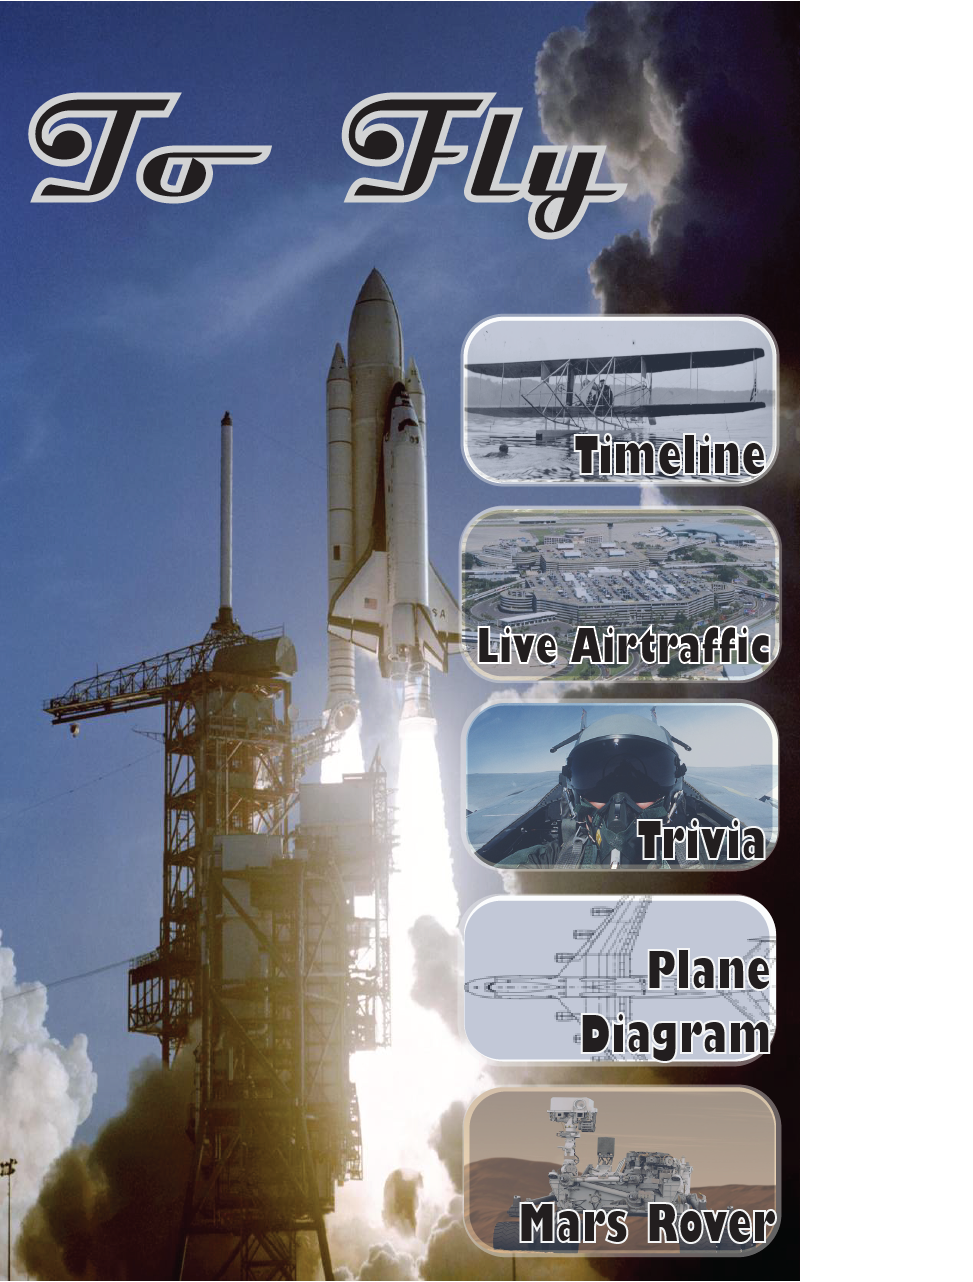 To Fly
Timeline
Live Airtraffic
Trivia
Plane
Diagram
Mars Rover